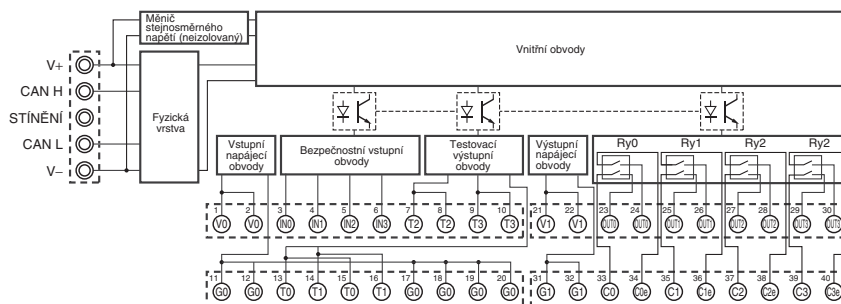 Měnič
stejnosměrného
napětí (neizolovaný)
Vnitřní obvody
V+
CAN H
STÍNĚNÍ
CAN L
V–
Fyzická
vrstva
Vstupní
napájecí
obvody
Bezpečnostní vstupní
obvody
Testovací
výstupní
obvody
Výstupní
napájecí
obvody
Ry0 Ry1 Ry2 Ry2
1 2 3 4 5 6 7 8 9 10 21 22 23 24 25 26 27 28 29 30
V0 V0 IN0 IN1 IN2 IN3 T2 T2 T3 T3 V1 V1 OUT0 OUT0 OUT1 OUT1 OUT2 OUT2 OUT3 OUT3
11 12 13 14 15 16 17 18 19 20 31 32 33 34 35 36 37 38 39 40
G0 G0 T0 T1 T0 T1 G0 G0 G0 G0 G1 G1 C0 C0e C1 C1e C2 C2e C3 C3e